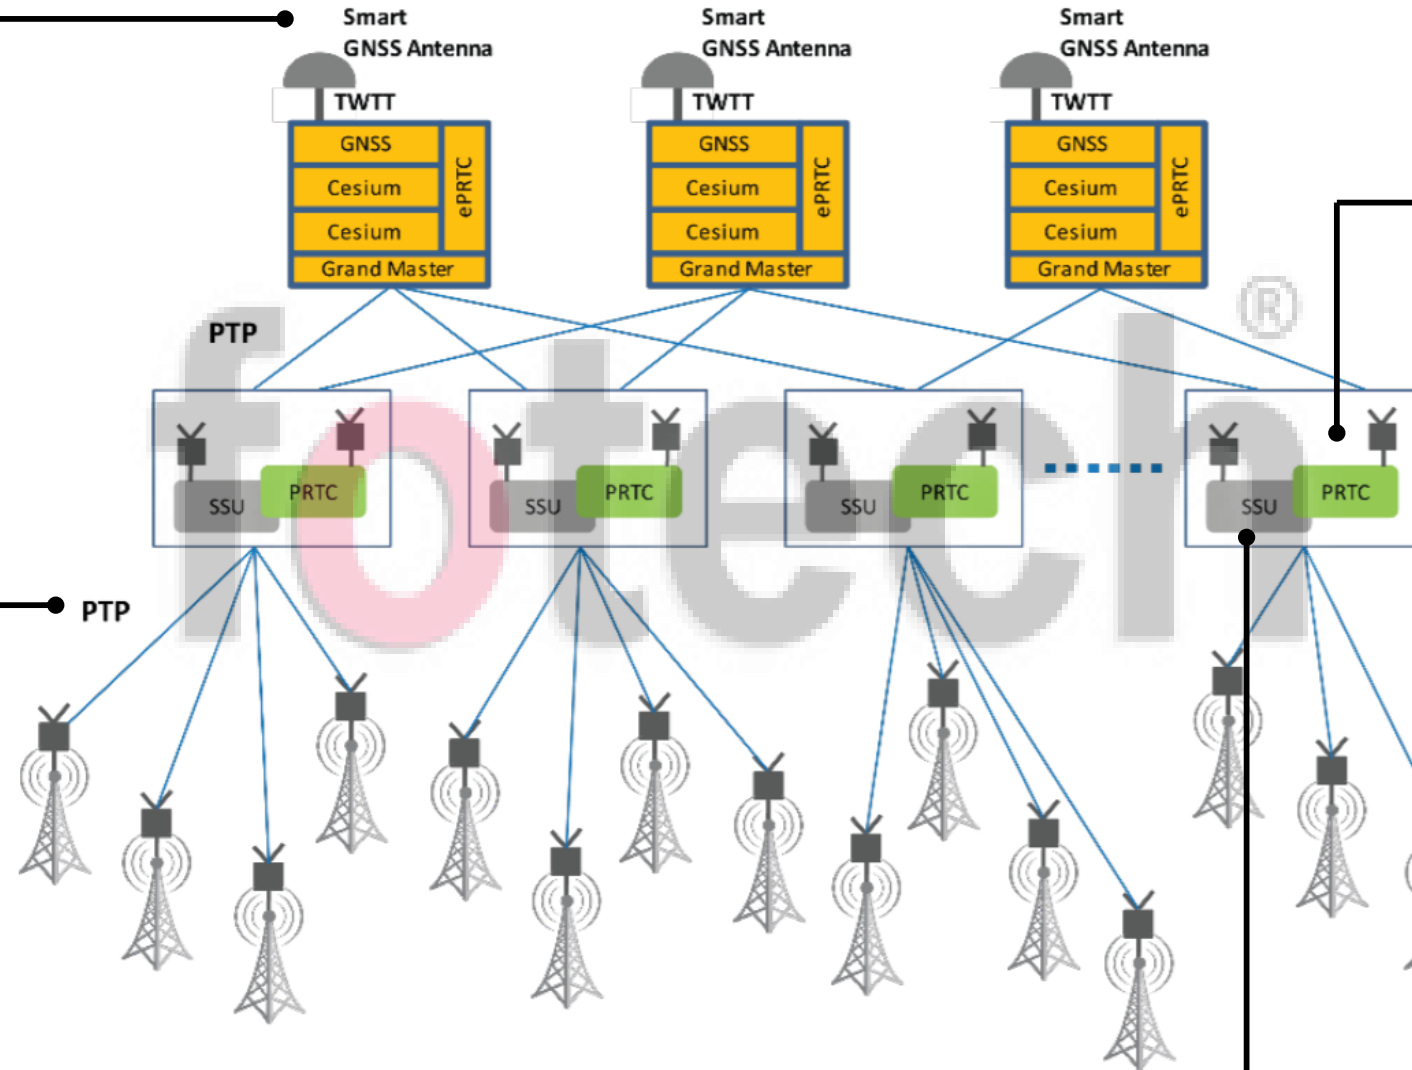 Smart
GNSS Antenna
TWTT
GNSS
Cesium
Cesium
ePRTC
Grand Master
Smart
GNSS Antenna
TWTT
GNSS
Cesium
Cesium
ePRTC
Grand Master
Smart
GNSS Antenna
TWTT
GNSS
Cesium
Cesium
ePRTC
Grand Master
PTP
fotech®
SSU
PRTC
SSU
PRTC
SSU
PRTC
SSU
PRTC
PTP